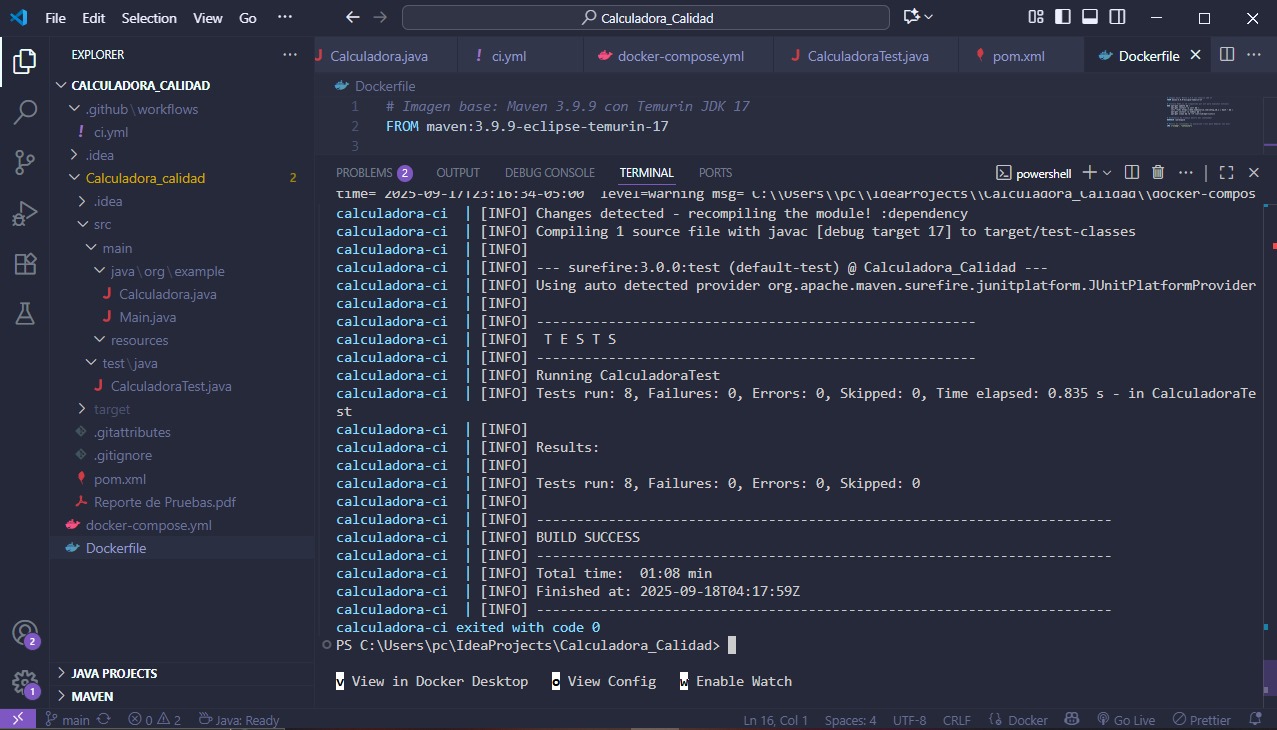 File Edit Selection View Go ··· Calculadora_Calidad
EXPLORER ···
CALCULADORA_CALIDAD
.github\workflows
! ci.yml
.idea
Calculadora_calidad 2
.idea
src
main
java\org\example
J Calculadora.java
J Main.java
resources
test\java
J CalculadoraTest.java
target
.gitattributes
.gitignore
pom.xml
Reporte de Pruebas.pdf
docker-compose.yml
Dockerfile
JAVA PROJECTS
MAVEN
2
1
J Calculadora.java ! ci.yml docker-compose.yml J CalculadoraTest.java pom.xml Dockerfile ···
Dockerfile
1 # Imagen base: Maven 3.9.9 con Temurin JDK 17
2 FROM maven:3.9.9-eclipse-temurin-17
3
PROBLEMS 2 OUTPUT DEBUG CONSOLE TERMINAL PORTS powershell ···
time= 2025-09-17T23:16:54-05:00 level=warning msg= C:\\Users\\pc\\IdeaProjects\\Calculadora_Calidad\\docker-compos
calculadora-ci | [INFO] Changes detected - recompiling the module! :dependency
calculadora-ci | [INFO] Compiling 1 source file with javac [debug target 17] to target/test-classes
calculadora-ci | [INFO]
calculadora-ci | [INFO] --- surefire:3.0.0:test (default-test) @ Calculadora_Calidad ---
calculadora-ci | [INFO] Using auto detected provider org.apache.maven.surefire.junitplatform.JUnitPlatformProvider
calculadora-ci | [INFO]
calculadora-ci | [INFO] -------------------------------------------------------
calculadora-ci | [INFO]  T E S T S
calculadora-ci | [INFO] -------------------------------------------------------
calculadora-ci | [INFO] Running CalculadoraTest
calculadora-ci | [INFO] Tests run: 8, Failures: 0, Errors: 0, Skipped: 0, Time elapsed: 0.835 s - in CalculadoraTe
st
calculadora-ci | [INFO]
calculadora-ci | [INFO] Results:
calculadora-ci | [INFO]
calculadora-ci | [INFO] Tests run: 8, Failures: 0, Errors: 0, Skipped: 0
calculadora-ci | [INFO]
calculadora-ci | [INFO] ------------------------------------------------------------------------
calculadora-ci | [INFO] BUILD SUCCESS
calculadora-ci | [INFO] ------------------------------------------------------------------------
calculadora-ci | [INFO] Total time:  01:08 min
calculadora-ci | [INFO] Finished at: 2025-09-18T04:17:59Z
calculadora-ci | [INFO] ------------------------------------------------------------------------
calculadora-ci exited with code 0
PS C:\Users\pc\IdeaProjects\Calculadora_Calidad>
v View in Docker Desktop o View Config w Enable Watch
main 0 2 Java: Ready Ln 16, Col 1 Spaces: 4 UTF-8 CRLF Docker Go Live Prettier